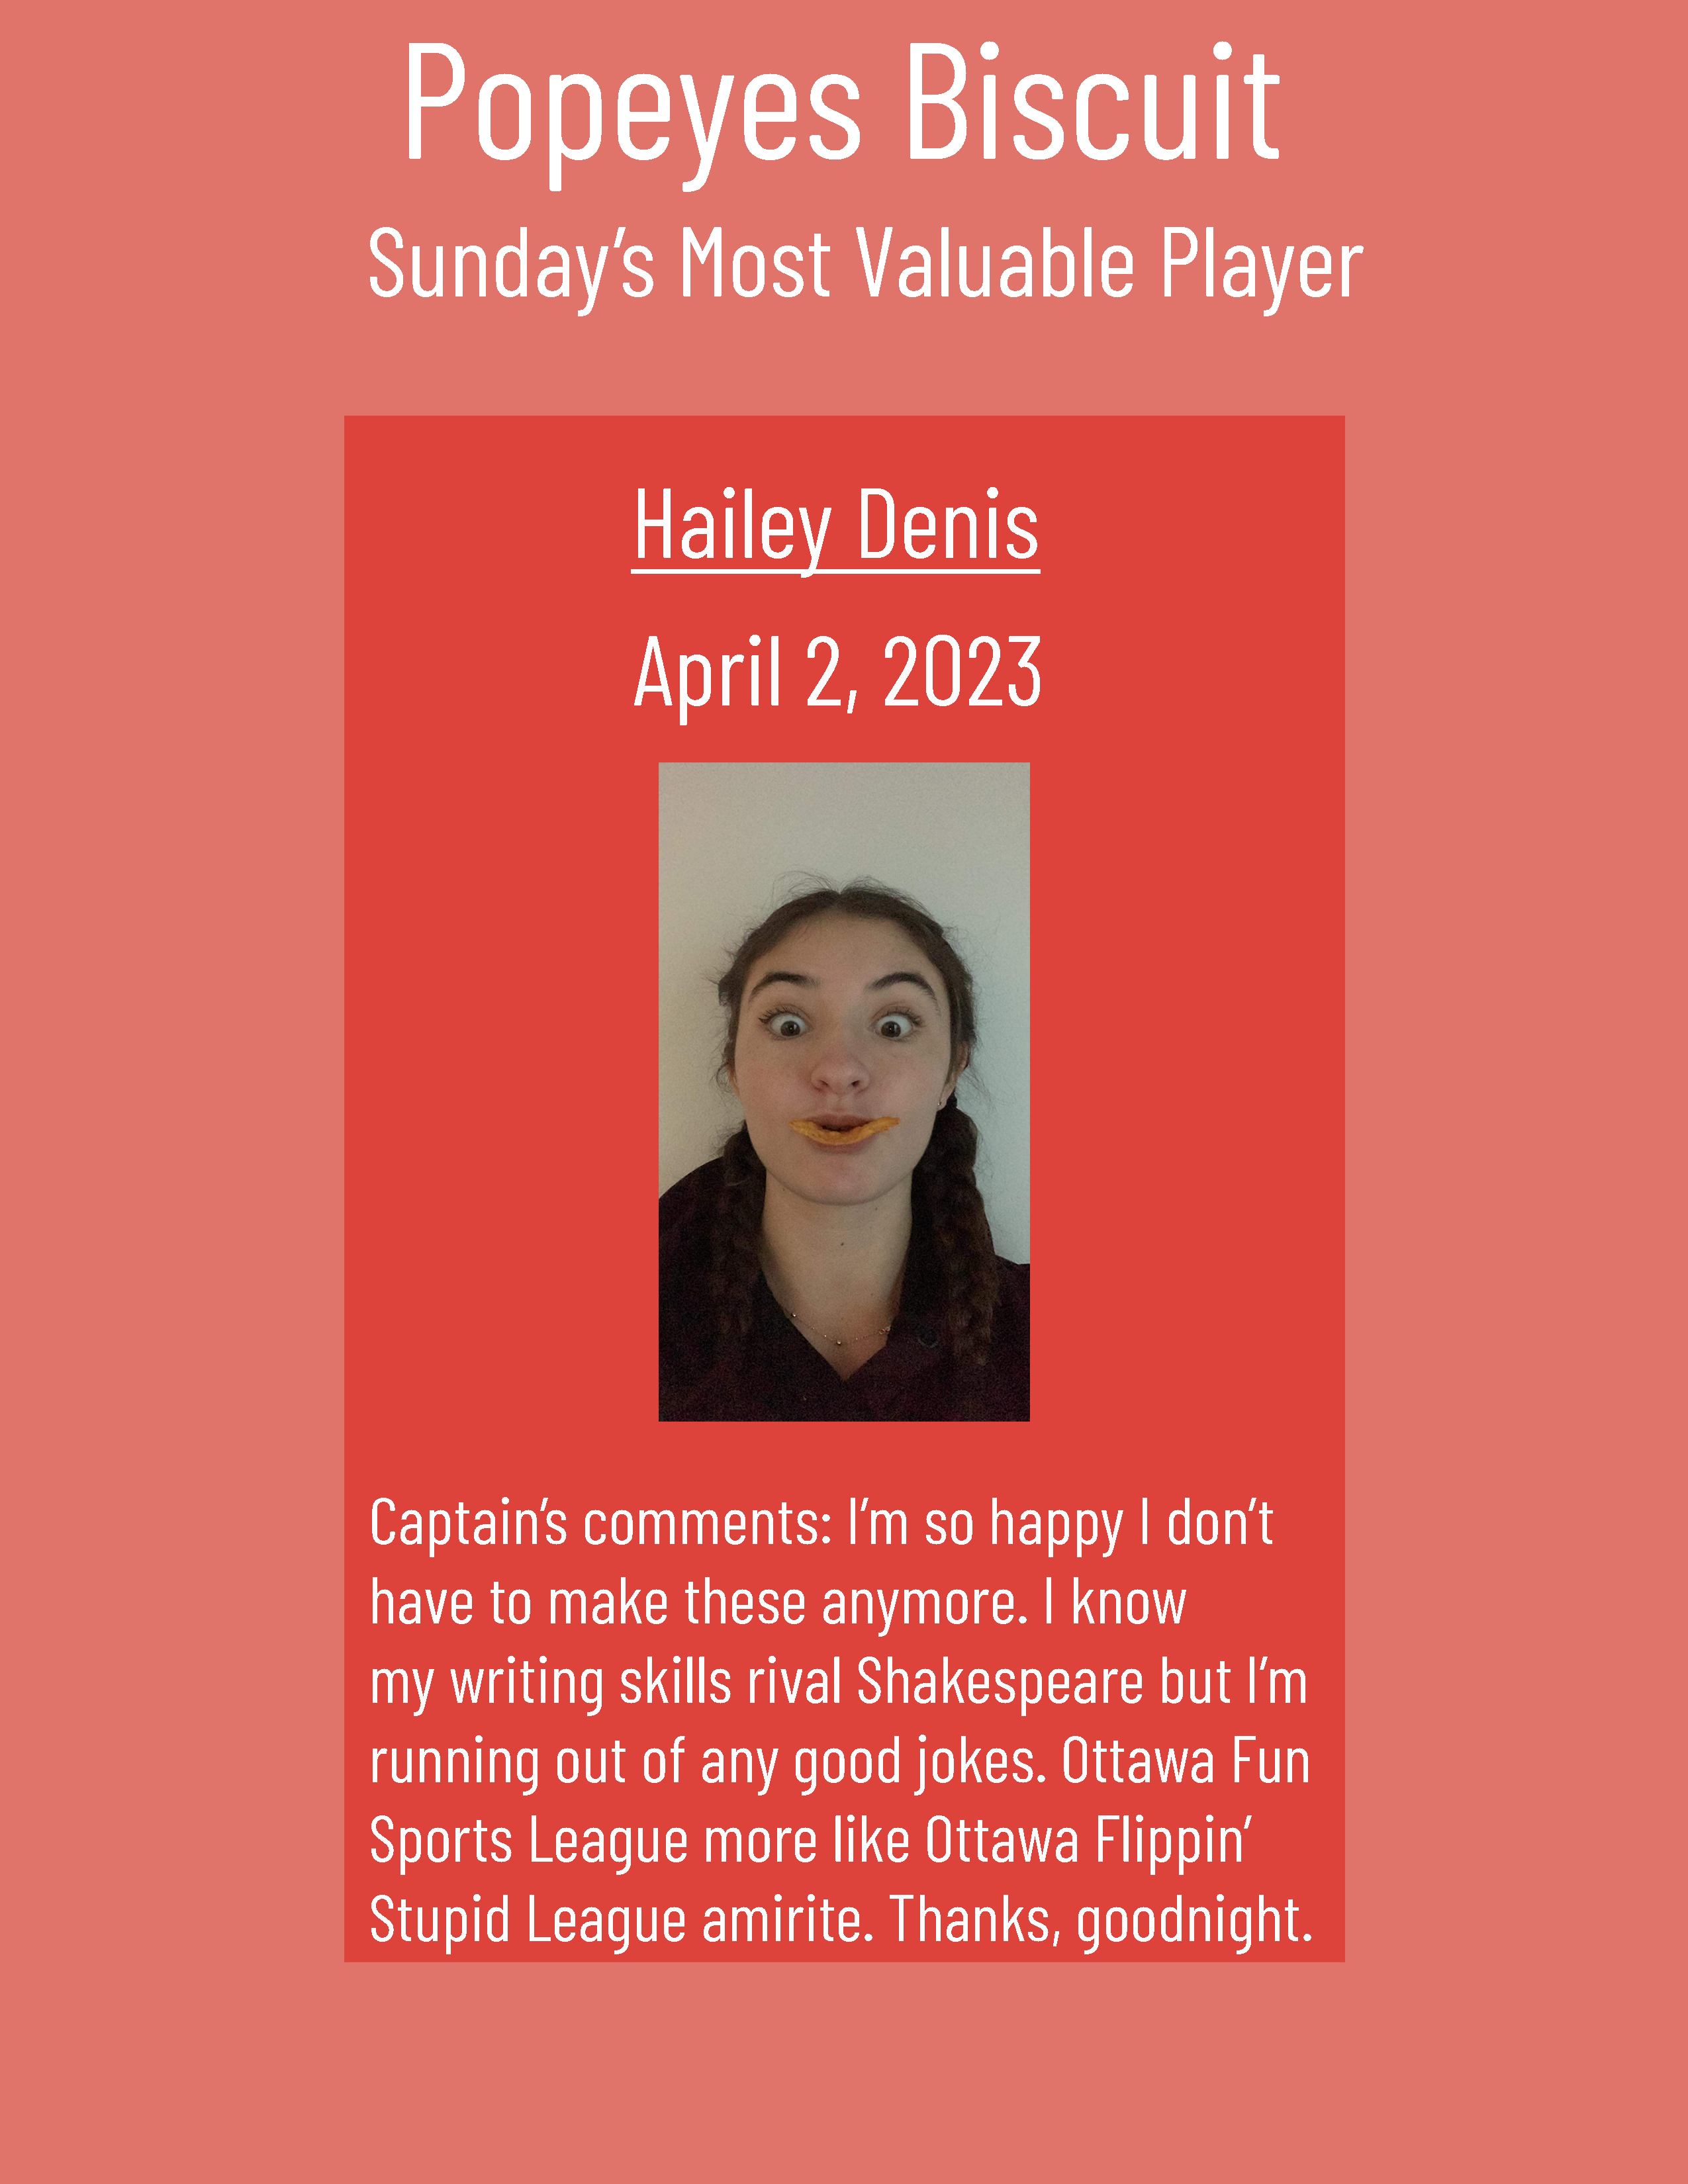 Popeyes Biscuit
Sunday’s Most Valuable Player
Hailey Denis
April 2, 2023
Captain’s comments: I’m so happy I don’t
have to make these anymore. I know
my writing skills rival Shakespeare but I’m
running out of any good jokes. Ottawa Fun
Sports League more like Ottawa Flippin’
Stupid League amirite. Thanks, goodnight.